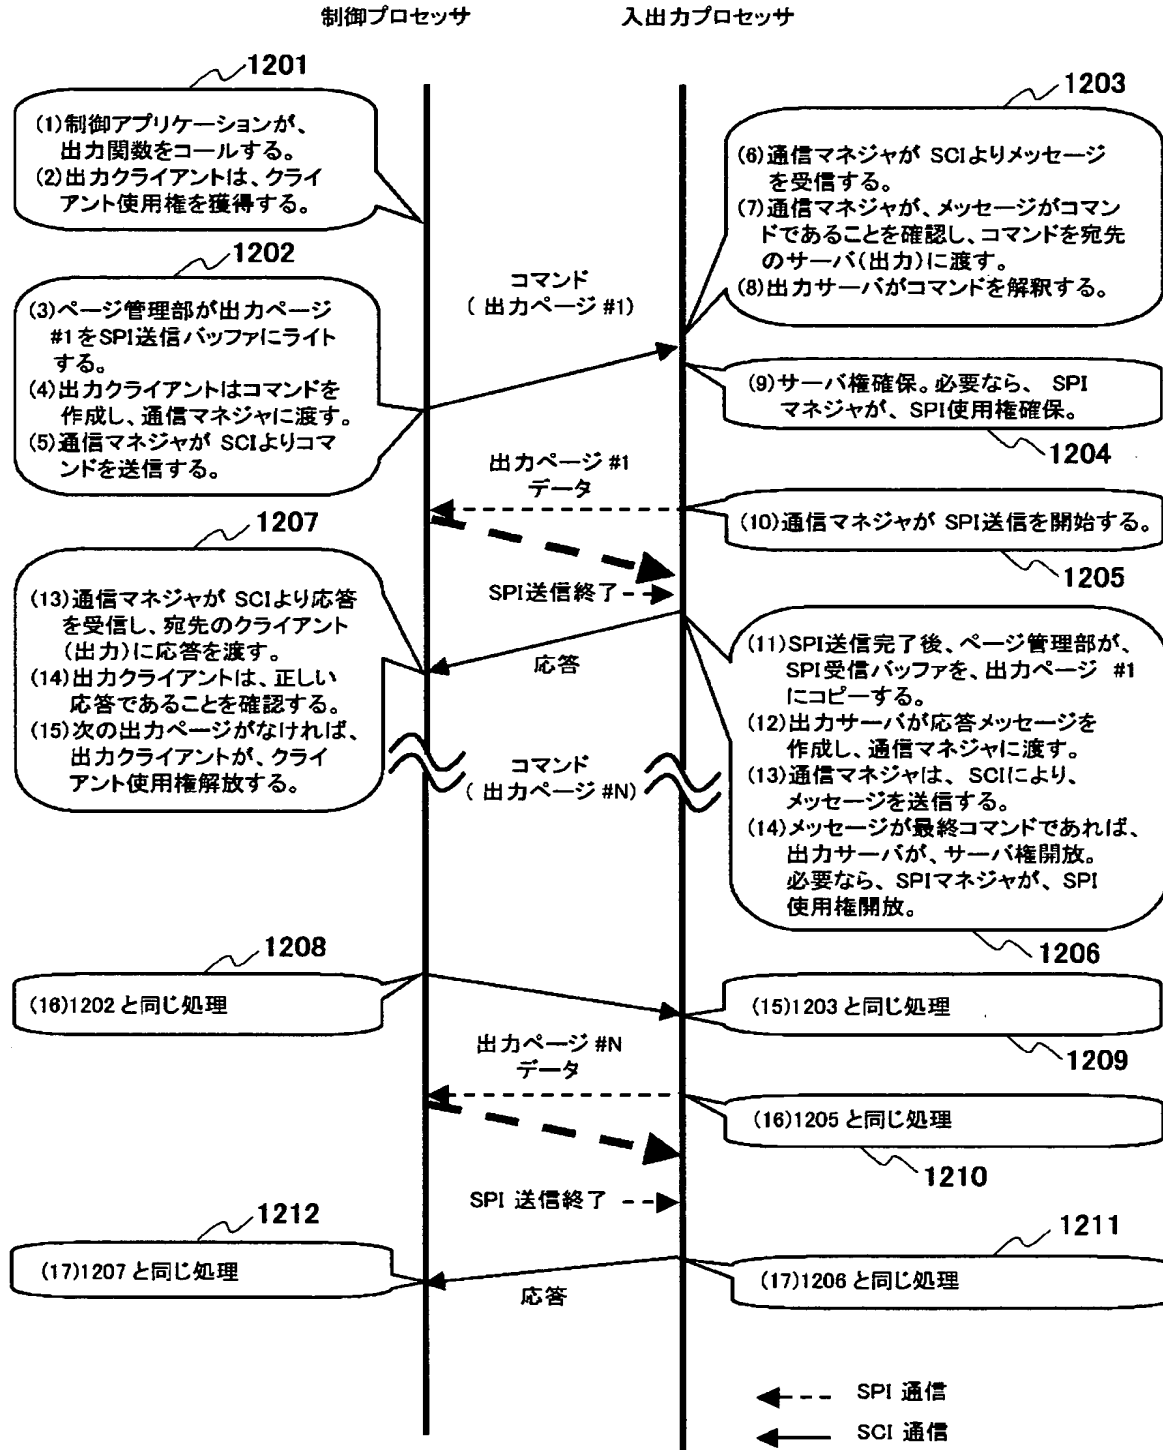 制御プロセッサ
入出力プロセッサ
1201
(1)制御アプリケーションが、
出力関数をコールする。
(2)出力クライアントは、クライ
アント使用権を獲得する。
1203
(6)通信マネジャが SCIよりメッセージ
を受信する。
(7)通信マネジャが、メッセージがコマン
ドであることを確認し、コマンドを宛先
のサーバ(出力)に渡す。
(8)出力サーバがコマンドを解釈する。
1202
(3)ページ管理部が出力ページ
#1をSPI送信バッファにライト
する。
(4)出力クライアントはコマンドを
作成し、通信マネジャに渡す。
(5)通信マネジャが SCIよりコマ
ンドを送信する。
コマンド
( 出力ページ #1)
(9)サーバ権確保。必要なら、 SPI
マネジャが、SPI使用権確保。
1204
出力ページ #1
データ
(10)通信マネジャが SPI送信を開始する。
1205
1207
(13)通信マネジャが SCIより応答
を受信し、宛先のクライアント
(出力)に応答を渡す。
(14)出力クライアントは、正しい
応答であることを確認する。
(15)次の出力ページがなければ、
出力クライアントが、クライ
アント使用権解放する。
SPI送信終了
応答
(11)SPI送信完了後、ページ管理部が、
SPI受信バッファを、出力ページ #1
にコピーする。
(12)出力サーバが応答メッセージを
作成し、通信マネジャに渡す。
(13)通信マネジャは、SCIにより、
メッセージを送信する。
(14)メッセージが最終コマンドであれば、
出力サーバが、サーバ権開放。
必要なら、SPIマネジャが、SPI
使用権開放。
1206
コマンド
( 出力ページ #N)
1208
(16)1202 と同じ処理
(15)1203 と同じ処理
1209
出力ページ #N
データ
(16)1205 と同じ処理
1210
SPI 送信終了
1212
(17)1207 と同じ処理
1211
(17)1206 と同じ処理
応答
SPI 通信
SCI 通信